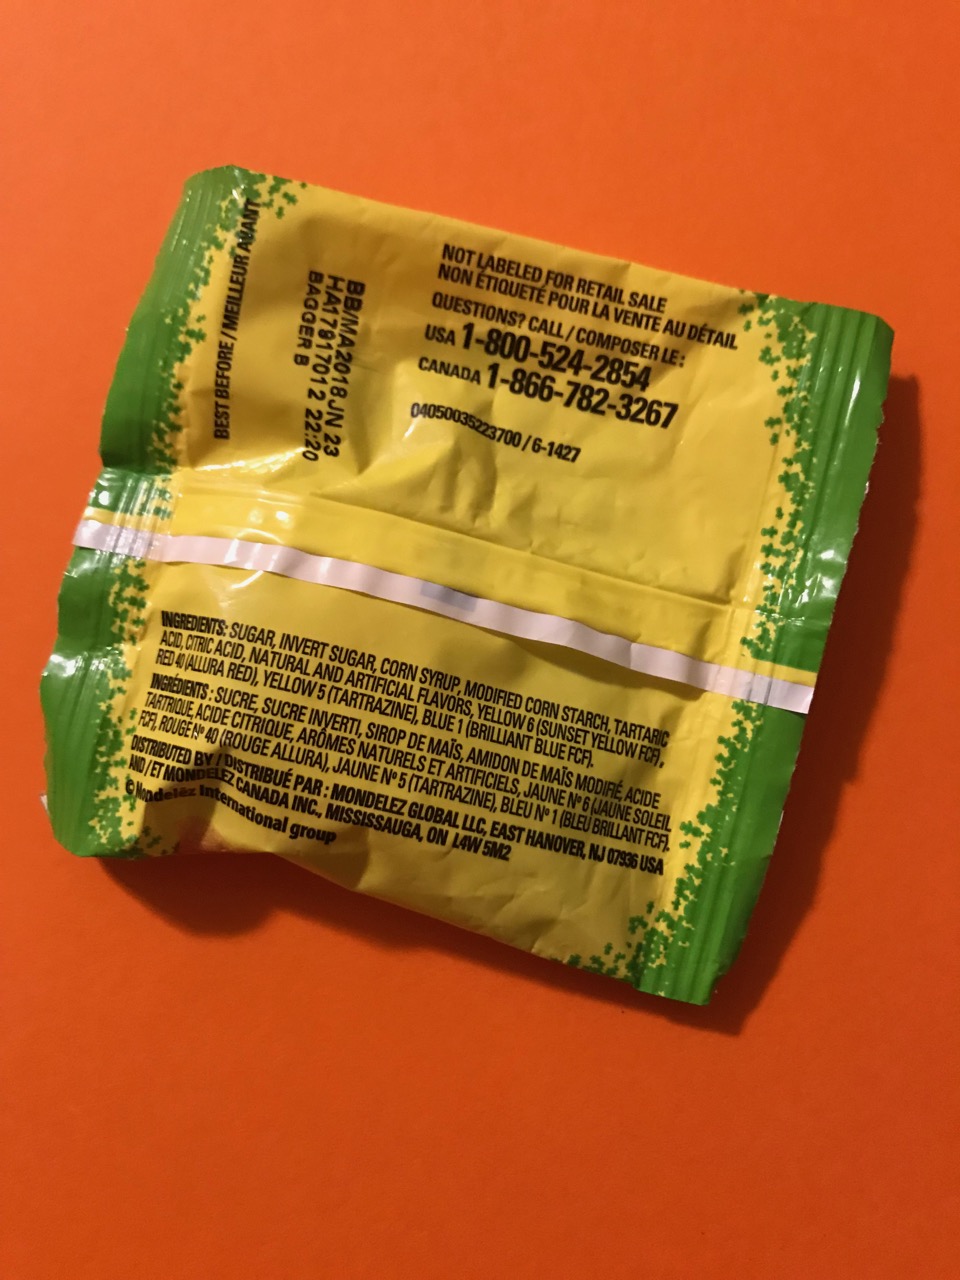 BEST BEFORE / MEILLEUR AVANT
BB/MA2018 JN 23
HA17917012 22:20
BAGGER B
NOT LABELED FOR RETAIL SALE
NON ÉTIQUETÉ POUR LA VENTE AU DÉTAIL
QUESTIONS? CALL / COMPOSER LE :
USA 1-800-524-2854
CANADA 1-866-782-3267
04050035223700 / 6-1427
INGREDIENTS: SUGAR, INVERT SUGAR, CORN SYRUP, MODIFIED CORN STARCH, TARTARIC
ACID, CITRIC ACID, NATURAL AND ARTIFICIAL FLAVORS, YELLOW 6 (SUNSET YELLOW FCF),
RED 40 (ALLURA RED), YELLOW 5 (TARTRAZINE), BLUE 1 (BRILLIANT BLUE FCF).
INGRÉDIENTS : SUCRE, SUCRE INVERTI, SIROP DE MAÏS, AMIDON DE MAÏS MODIFIÉ, ACIDE
TARTRIQUE, ACIDE CITRIQUE, ARÔMES NATURELS ET ARTIFICIELS, JAUNE Nº 6 (JAUNE SOLEIL
FCF), ROUGE Nº 40 (ROUGE ALLURA), JAUNE Nº 5 (TARTRAZINE), BLEU Nº 1 (BLEU BRILLANT FCF).
DISTRIBUTED BY / DISTRIBUÉ PAR : MONDELEZ GLOBAL LLC, EAST HANOVER, NJ 07936 USA
AND / ET MONDELEZ CANADA INC., MISSISSAUGA, ON L4W 5M2
© Mondelēz International group